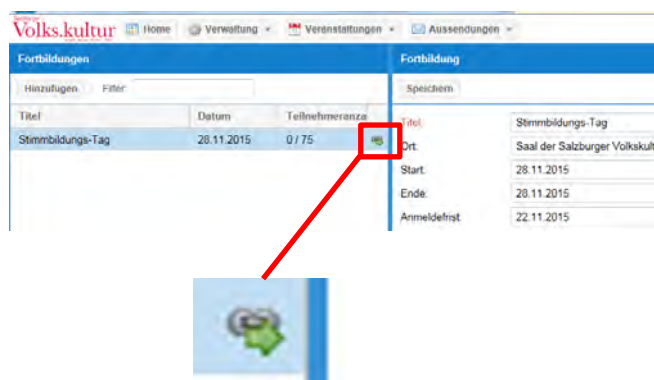 Volks.kultur Home Verwaltung Veranstaltungen Aussendungen
Fortbildungen
Hinzufügen Filter:
Titel Datum Teilnehmeranza
Stimmbildungs-Tag 28.11.2015 0 / 75
Fortbildung
Speichern
Titel:
Stimmbildungs-Tag
Ort: Saal der Salzburger Volkskult
Start: 28.11.2015
Ende: 28.11.2015
Anmeldefrist 22.11.2015